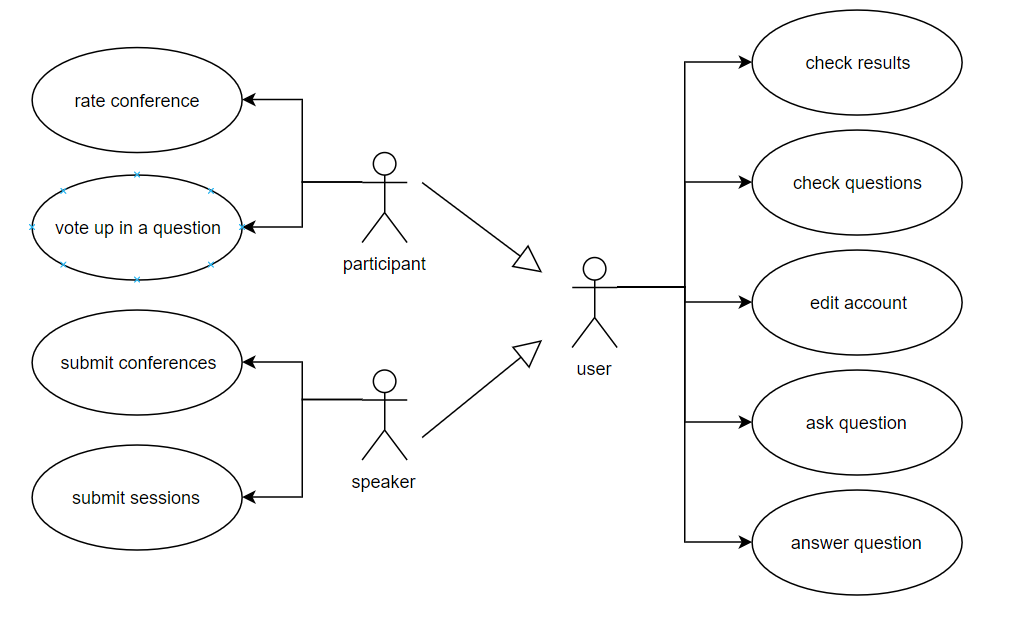 rate conference
vote up in a question
participant
submit conferences
submit sessions
speaker
user
check results
check questions
edit account
ask question
answer question